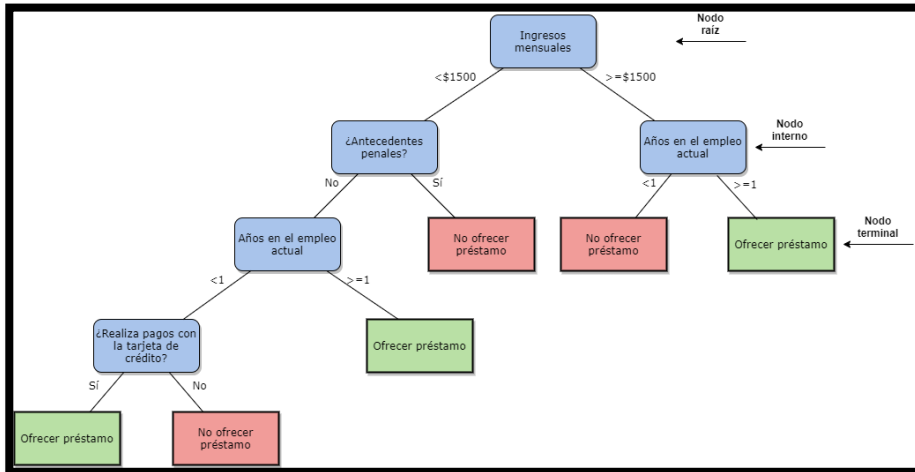 Ingresos
mensuales
Nodo
raíz
<$1500
>=$1500
¿Antecedentes
penales?
Años en el empleo
actual
Nodo
interno
No
Sí
<1
>=1
Años en el empleo
actual
No ofrecer
préstamo
No ofrecer
préstamo
Ofrecer préstamo
Nodo
terminal
<1
>=1
¿Realiza pagos con
la tarjeta de
crédito?
Ofrecer préstamo
Sí
No
Ofrecer préstamo
No ofrecer
préstamo